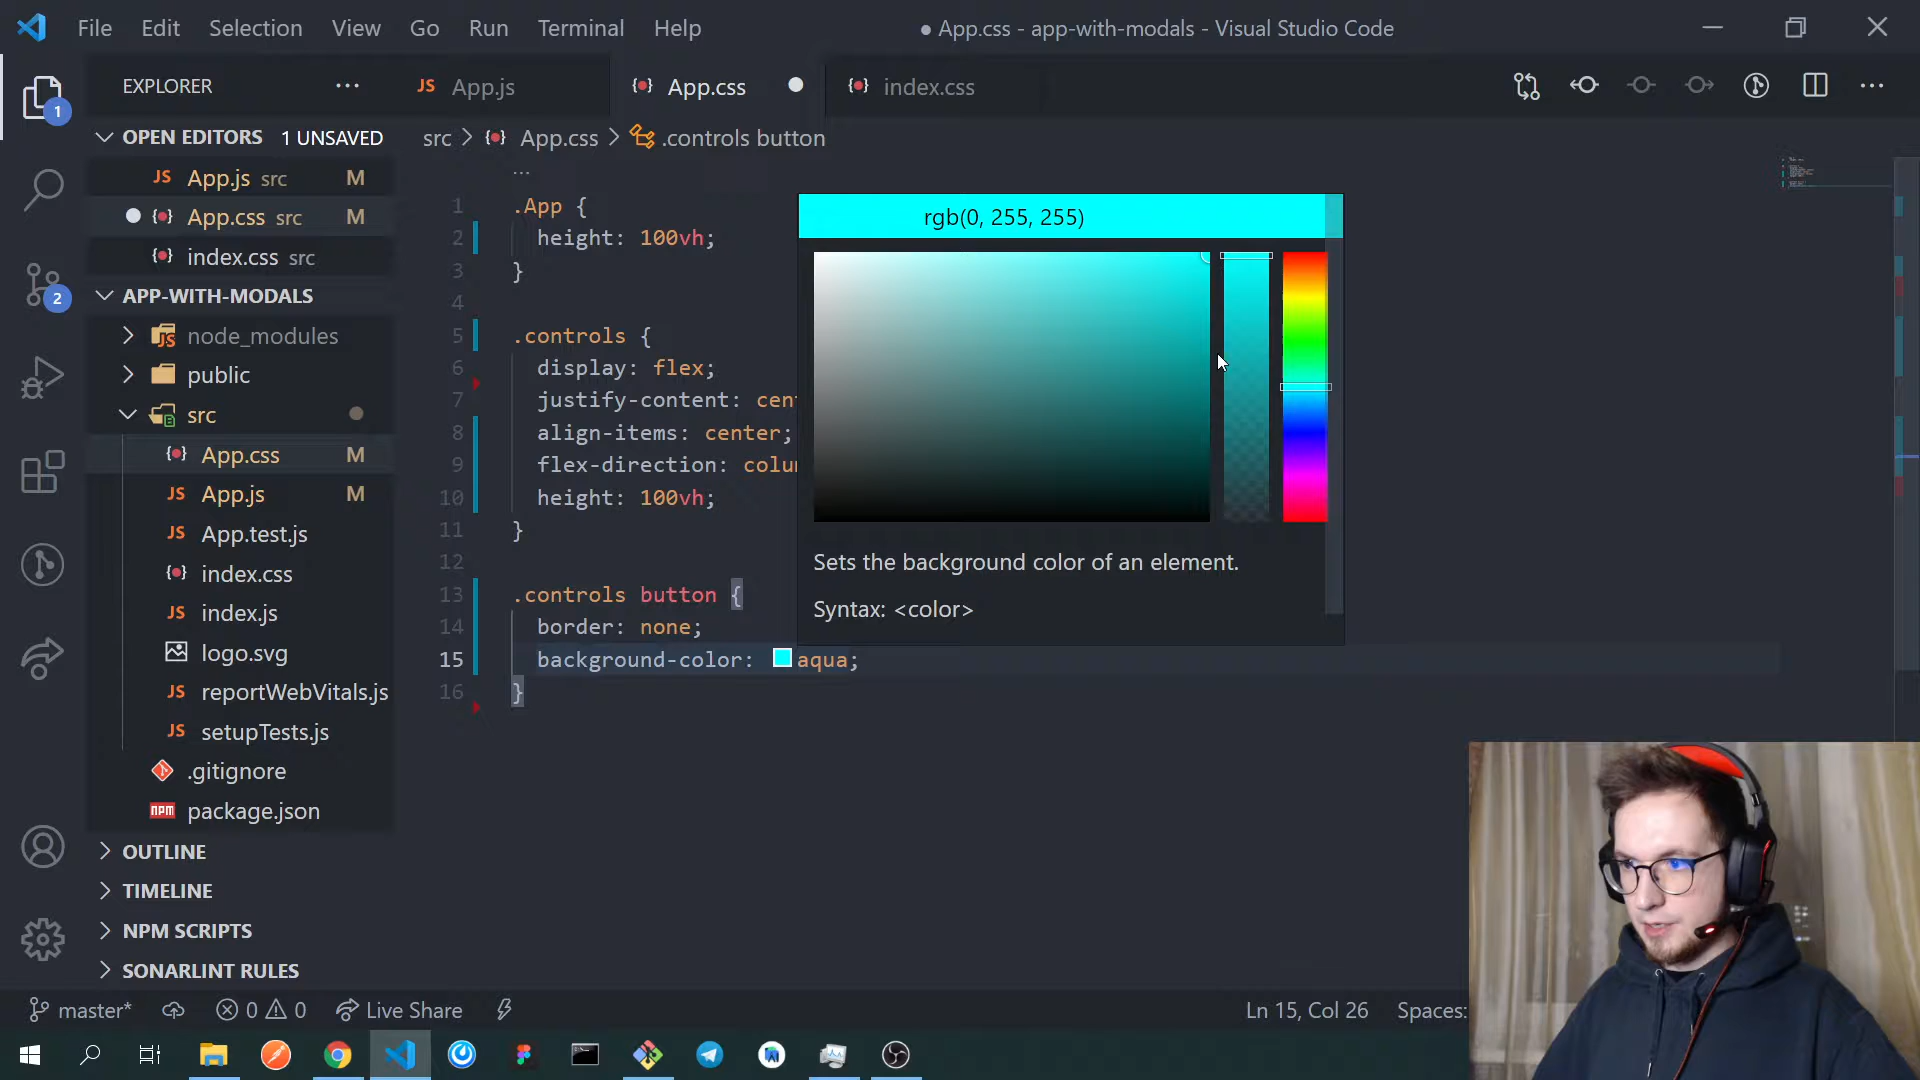 File Edit Selection View Go Run Terminal Help
● App.css - app-with-modals - Visual Studio Code
EXPLORER ...
JS App.js
App.css
index.css
1
OPEN EDITORS 1 UNSAVED
JS App.js src M
App.css src M
index.css src
2
APP-WITH-MODALS
node_modules
public
src
App.css M
JS App.js M
JS App.test.js
index.css
JS index.js
logo.svg
JS reportWebVitals.js
JS setupTests.js
.gitignore
npm package.json
OUTLINE
TIMELINE
NPM SCRIPTS
SONARLINT RULES
src > App.css > .controls button
...
1 .App {
2 height: 100vh;
3 }
4
5 .controls {
6 display: flex;
7 justify-content: cen
8 align-items: center;
9 flex-direction: colu
10 height: 100vh;
11 }
12
13 .controls button {
14 border: none;
15 background-color: aqua;
16 }
rgb(0, 255, 255)
Sets the background color of an element.
Syntax: <color>
master* 0 0 Live Share
Ln 15, Col 26 Spaces: